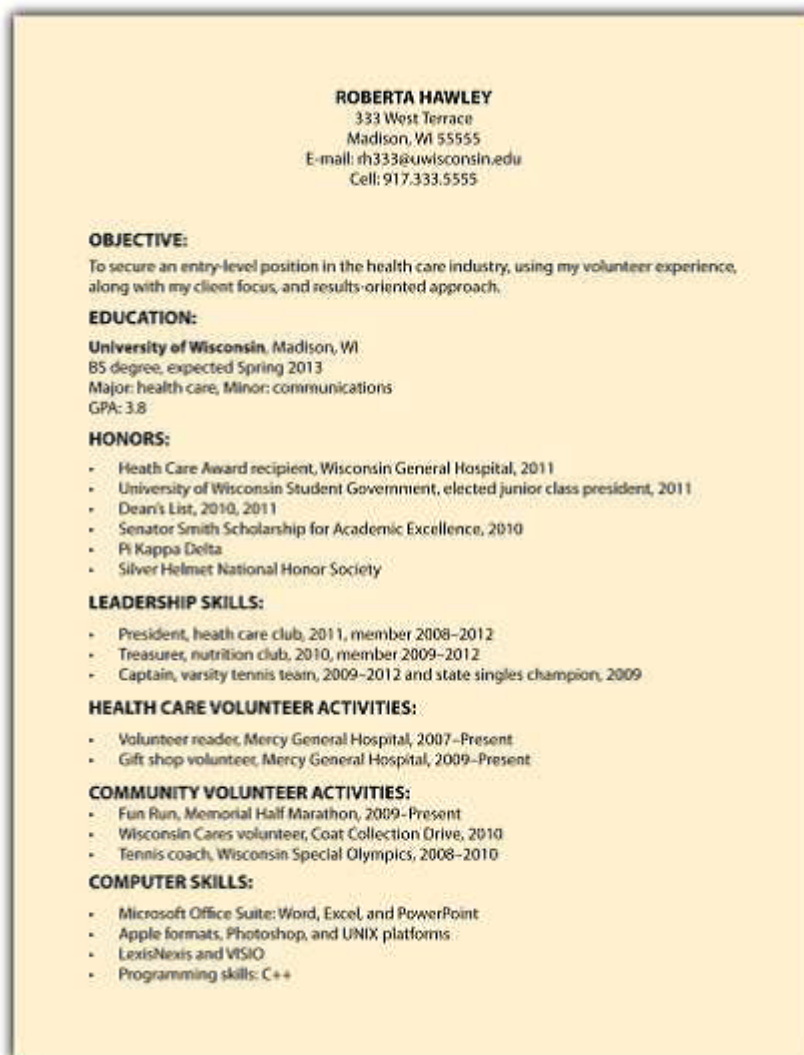 ROBERTA HAWLEY
333 West Terrace
Madison, WI 55555
E-mail: rh333@uwisconsin.edu
Cell: 917.333.5555
OBJECTIVE:
To secure an entry-level position in the health care industry, using my volunteer experience,
along with my client focus, and results-oriented approach.
EDUCATION:
University of Wisconsin, Madison, WI
BS degree, expected Spring 2013
Major: health care, Minor: communications
GPA: 3.8
HONORS:
• Heath Care Award recipient, Wisconsin General Hospital, 2011
• University of Wisconsin Student Government, elected junior class president, 2011
• Dean's List, 2010, 2011
• Senator Smith Scholarship for Academic Excellence, 2010
• Pi Kappa Delta
• Silver Helmet National Honor Society
LEADERSHIP SKILLS:
• President, heath care club, 2011, member 2008–2012
• Treasurer, nutrition club, 2010, member 2009–2012
• Captain, varsity tennis team, 2009–2012 and state singles champion, 2009
HEALTH CARE VOLUNTEER ACTIVITIES:
• Volunteer reader, Mercy General Hospital, 2007–Present
• Gift shop volunteer, Mercy General Hospital, 2009–Present
COMMUNITY VOLUNTEER ACTIVITIES:
• Fun Run, Memorial Half Marathon, 2009–Present
• Wisconsin Cares volunteer, Coat Collection Drive, 2010
• Tennis coach, Wisconsin Special Olympics, 2008–2010
COMPUTER SKILLS:
• Microsoft Office Suite: Word, Excel, and PowerPoint
• Apple formats, Photoshop, and UNIX platforms
• LexisNexis and VISIO
• Programming skills: C++